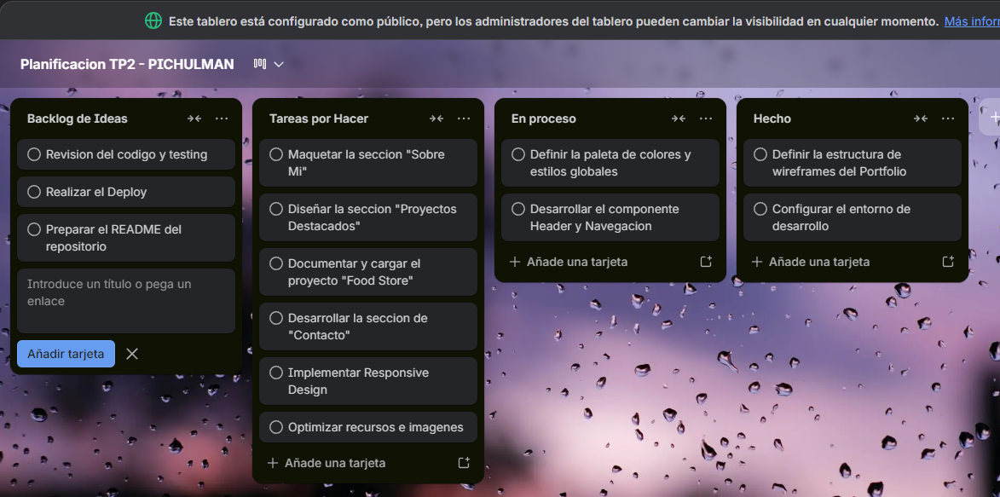 Este tablero está configurado como público, pero los administradores del tablero pueden cambiar la visibilidad en cualquier momento. Más infor
Planificacion TP2 - PICHULMAN
Backlog de Ideas
Revision del codigo y testing
Realizar el Deploy
Preparar el README del
repositorio
Introduce un título o pega un
enlace
Añadir tarjeta
Tareas por Hacer
Maquetar la seccion "Sobre
Mi"
Diseñar la seccion "Proyectos
Destacados"
Documentar y cargar el
proyecto "Food Store"
Desarrollar la seccion de
"Contacto"
Implementar Responsive
Design
Optimizar recursos e imagenes
Añade una tarjeta
En proceso
Definir la paleta de colores y
estilos globales
Desarrollar el componente
Header y Navegacion
Añade una tarjeta
Hecho
Definir la estructura de
wireframes del Portfolio
Configurar el entorno de
desarrollo
Añade una tarjeta